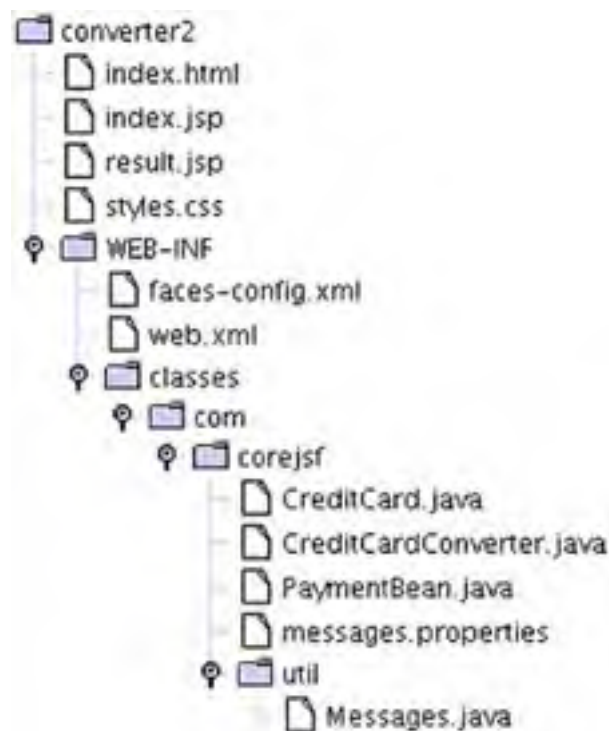 converter2
index.html
index.jsp
result.jsp
styles.css
WEB-INF
faces-config.xml
web.xml
classes
com
corejsf
CreditCard.java
CreditCardConverter.java
PaymentBean.java
messages.properties
util
Messages.java